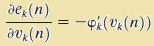 ∂e_k(n)/∂v_k(n) = −φ′_k(v_k(n))